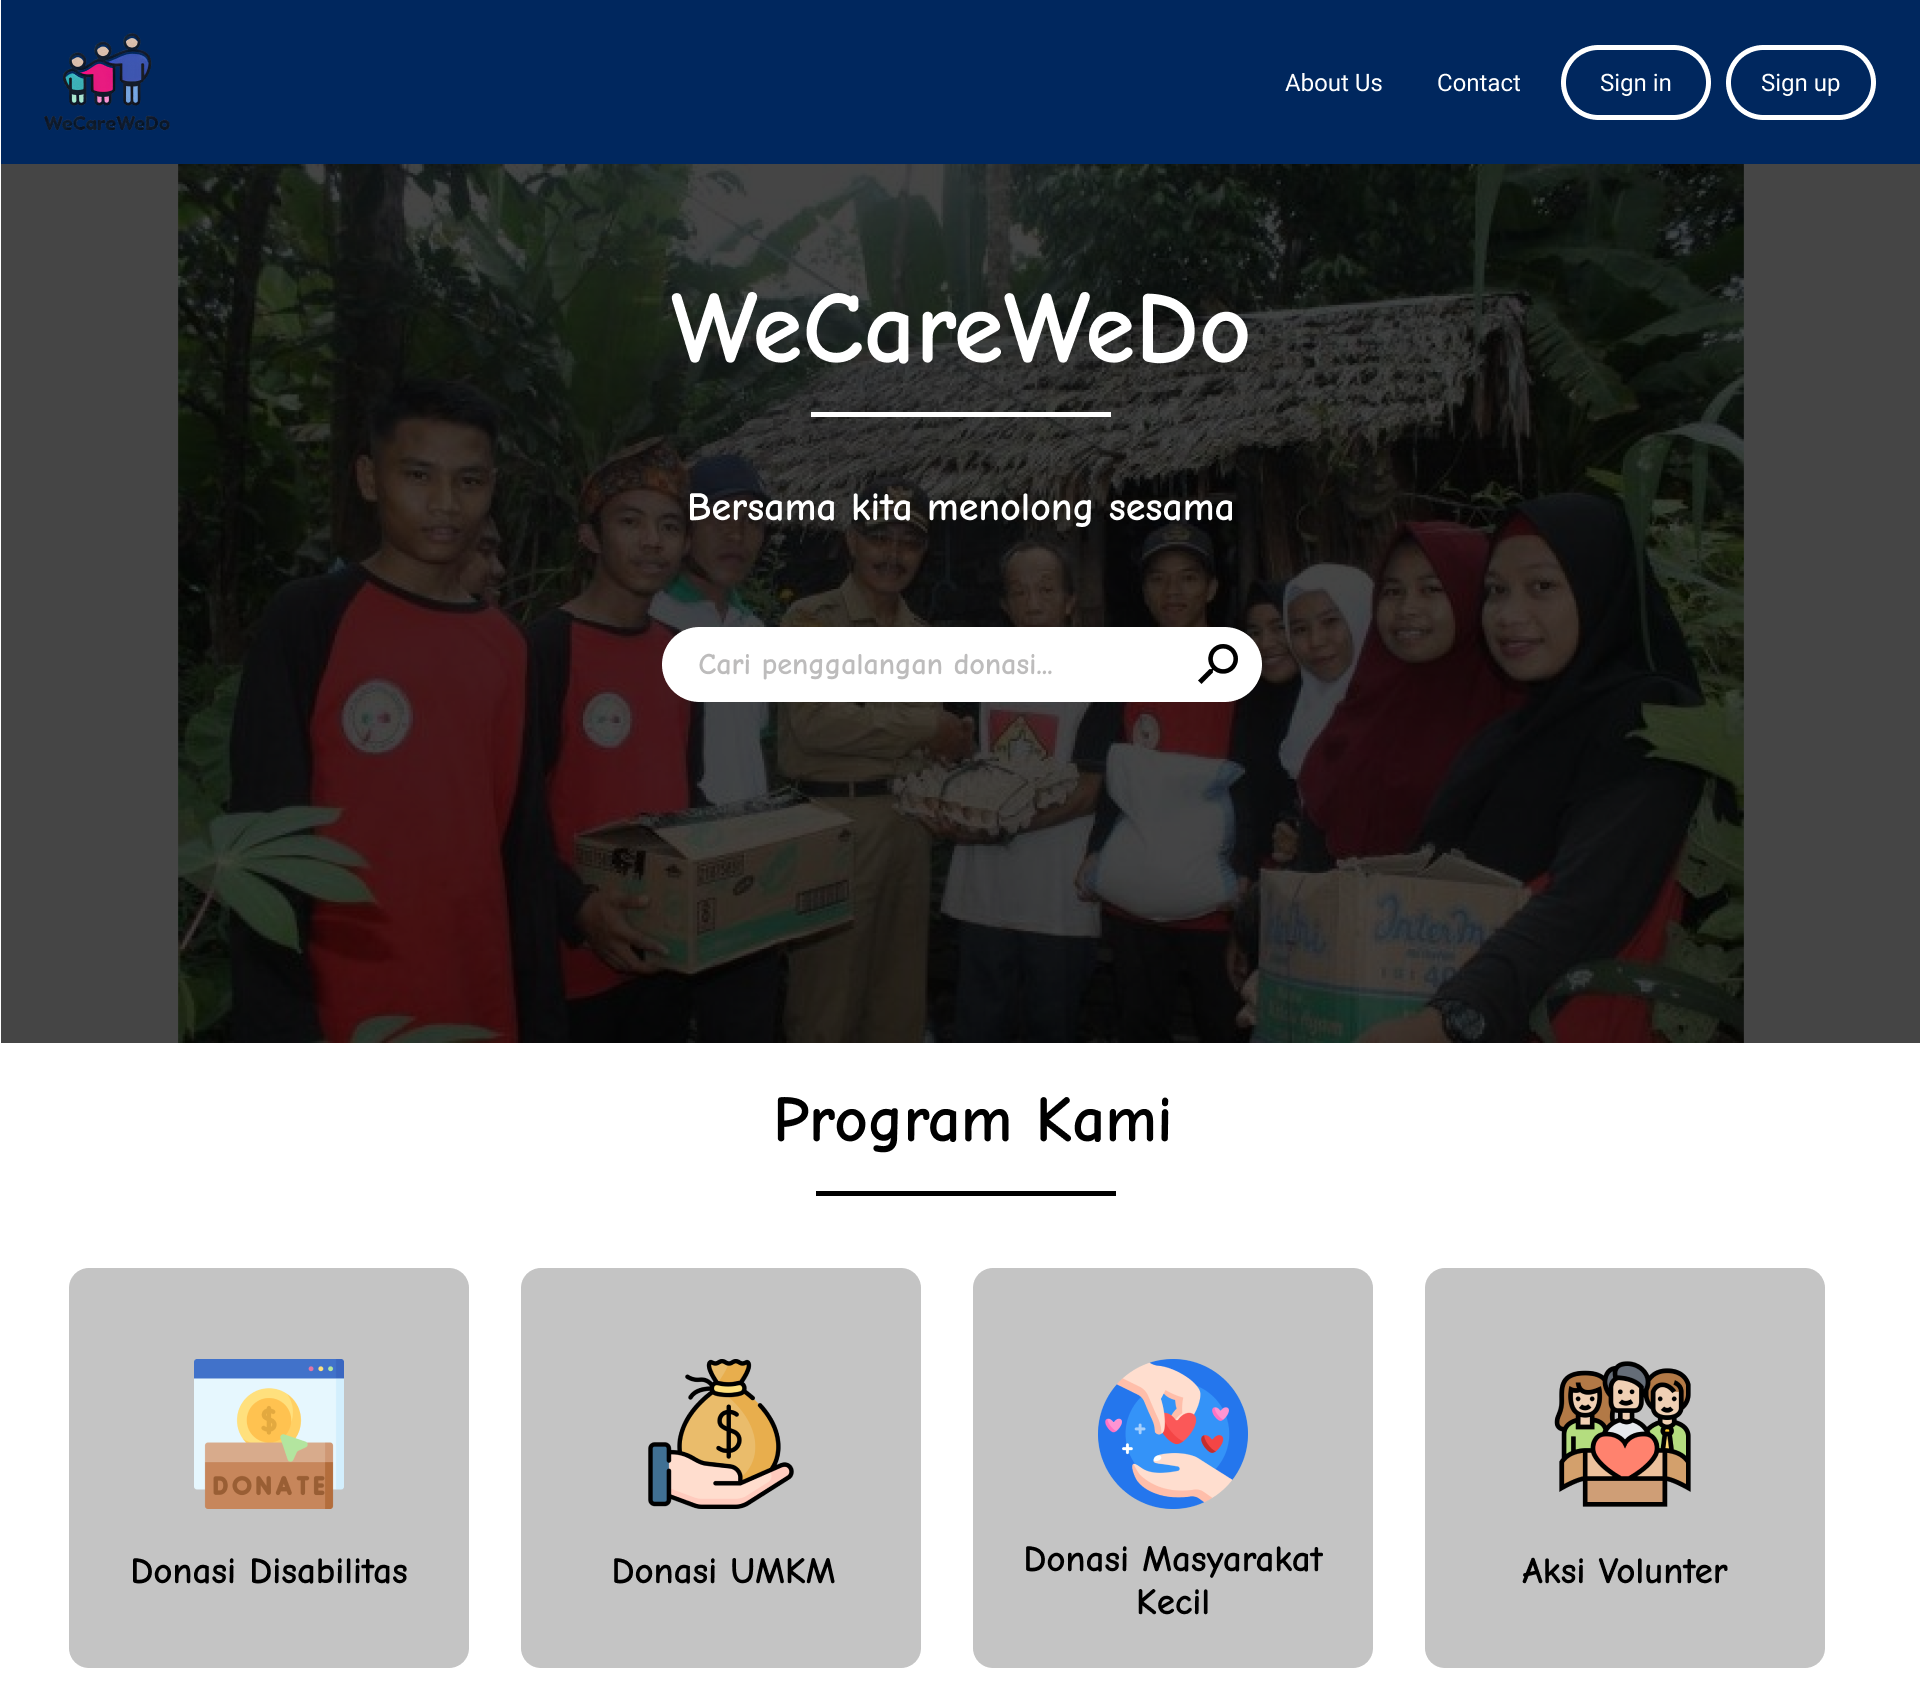 WeCareWeDo
About Us
Contact
Sign in
Sign up
WeCareWeDo
Bersama kita menolong sesama
Cari penggalangan donasi...
Program Kami
DONATE
Donasi Disabilitas
Donasi UMKM
Donasi Masyarakat
Kecil
Aksi Volunter